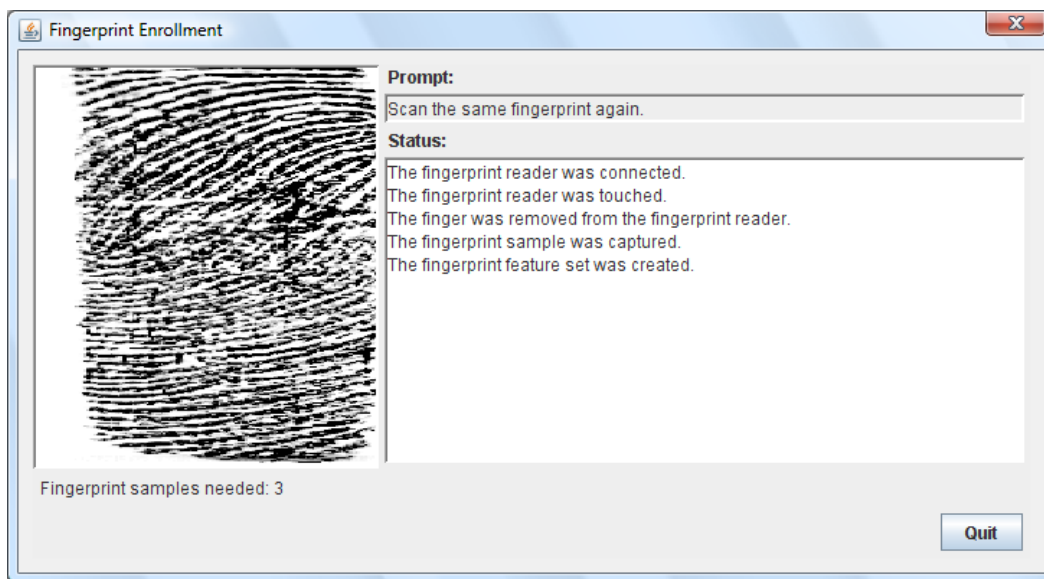 Fingerprint Enrollment
Prompt:
Scan the same fingerprint again.
Status:
The fingerprint reader was connected.
The fingerprint reader was touched.
The finger was removed from the fingerprint reader.
The fingerprint sample was captured.
The fingerprint feature set was created.
Fingerprint samples needed: 3
Quit